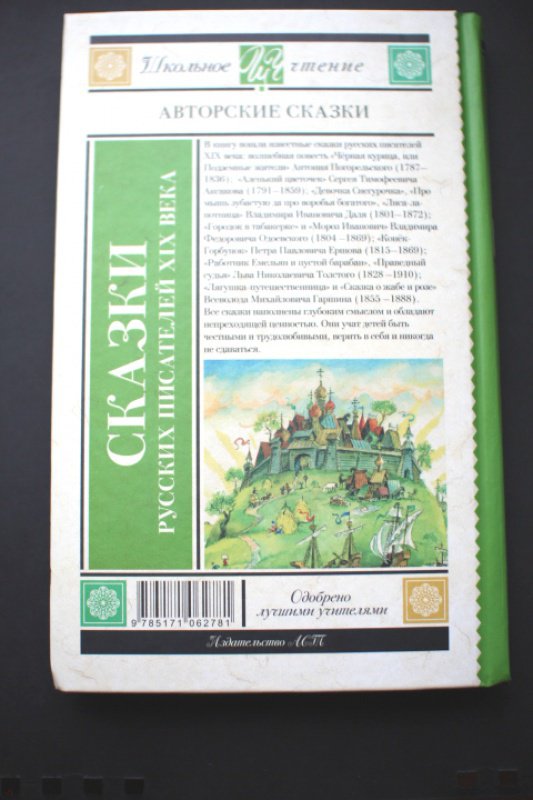 Школьное ШЧ чтение
АВТОРСКИЕ СКАЗКИ
СКАЗКИ
РУССКИХ ПИСАТЕЛЕЙ XIX ВЕКА
В книгу вошли известные сказки русских писателей
XIX века: волшебная повесть «Чёрная курица, или
Подземные жители» Антония Погорельского (1787–
1836); «Аленький цветочек» Сергея Тимофеевича
Аксакова (1791–1859); «Девочка Снегурочка», «Про
мышь зубастую да про воробья богатого», «Лиса-ла-
потница» Владимира Ивановича Даля (1801–1872);
«Городок в табакерке» и «Мороз Иванович» Владимира
Федоровича Одоевского (1804 –1869); «Конёк-
Горбунок» Петра Павловича Ершова (1815–1869);
«Работник Емельян и пустой барабан», «Праведный
судья» Льва Николаевича Толстого (1828 –1910);
«Лягушка-путешественница» и «Сказка о жабе и розе»
Всеволода Михайловича Гаршина (1855 –1888).
Все сказки наполнены глубоким смыслом и обладают
непреходящей ценностью. Они учат детей быть
честными и трудолюбивыми, верить в себя и никогда
не сдаваться.
9 785171 062781
Одобрено
лучшими учителями
Издательство АСТ